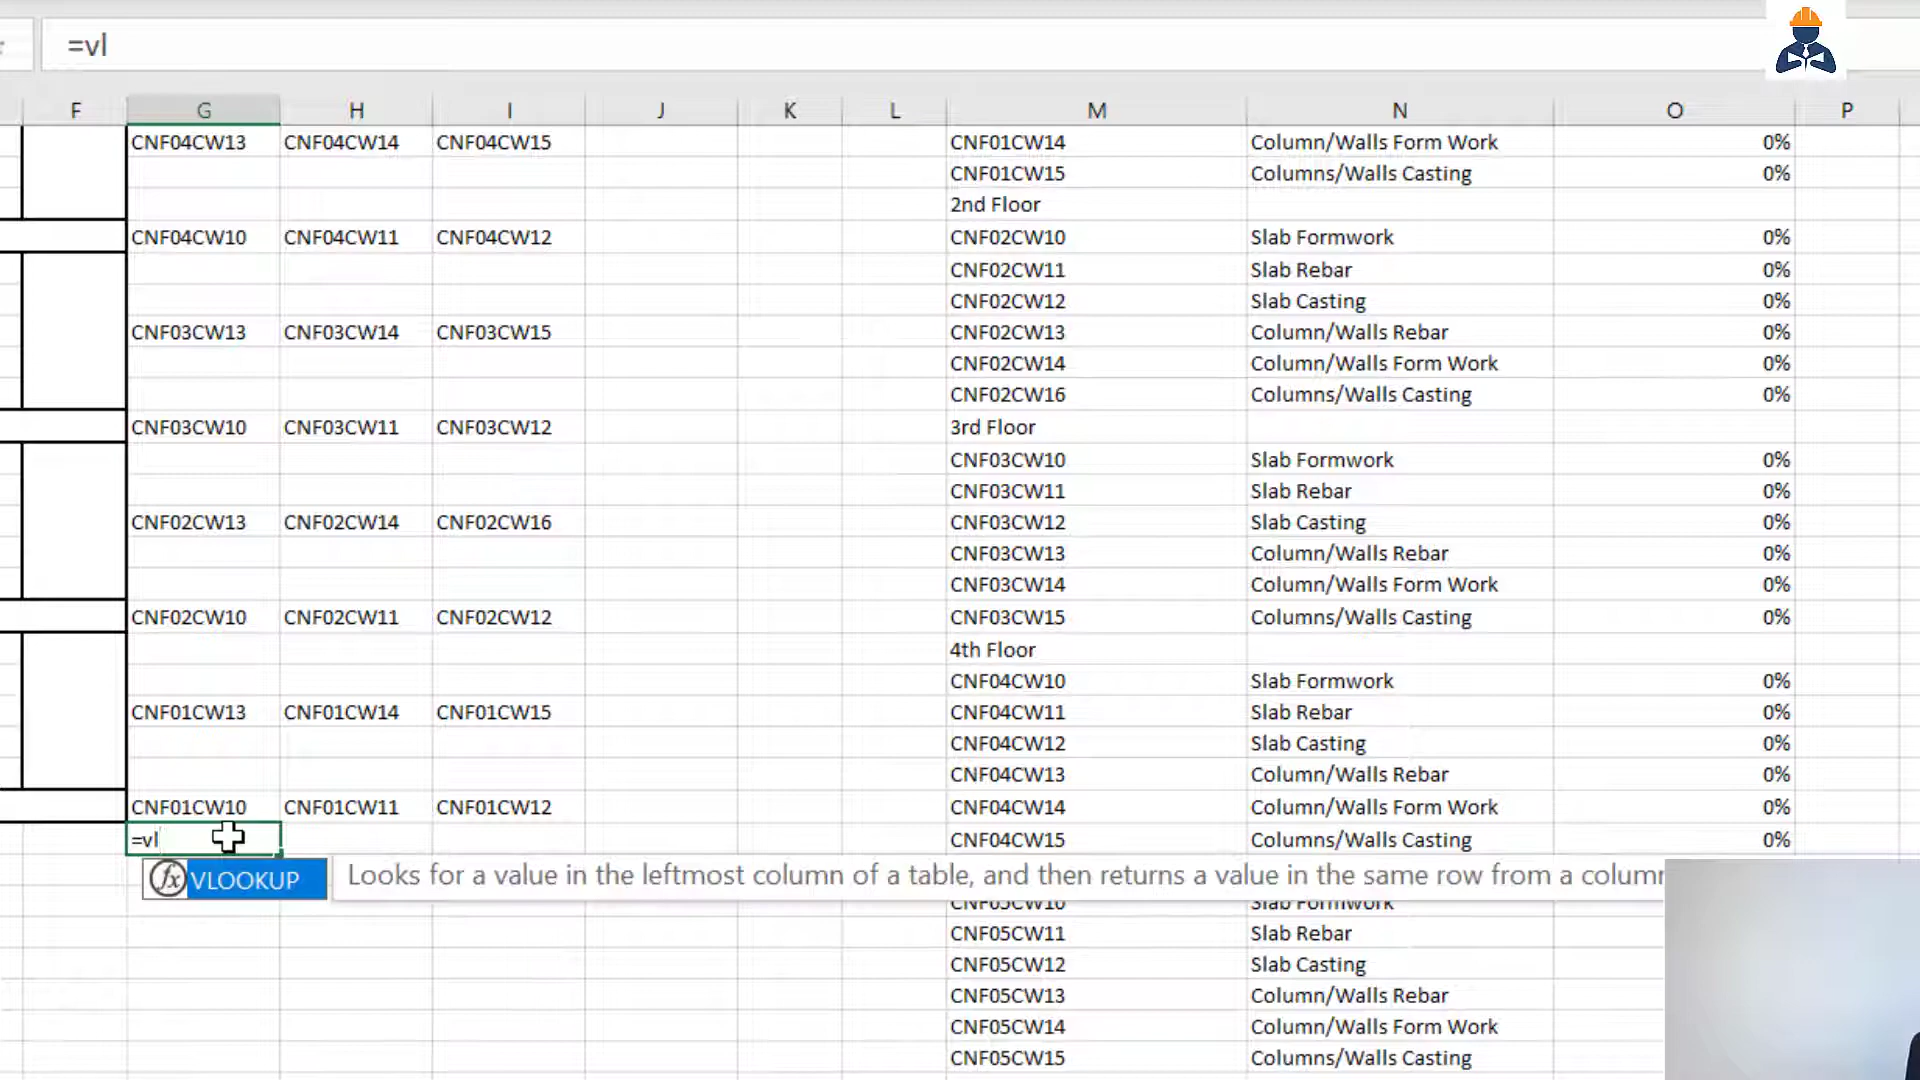 =vl
F G H I J K L M N O P
CNF04CW13 CNF04CW14 CNF04CW15 CNF01CW14 Column/Walls Form Work 0%
CNF01CW15 Columns/Walls Casting 0%
2nd Floor
CNF04CW10 CNF04CW11 CNF04CW12 CNF02CW10 Slab Formwork 0%
CNF02CW11 Slab Rebar 0%
CNF02CW12 Slab Casting 0%
CNF03CW13 CNF03CW14 CNF03CW15 CNF02CW13 Column/Walls Rebar 0%
CNF02CW14 Column/Walls Form Work 0%
CNF02CW16 Columns/Walls Casting 0%
CNF03CW10 CNF03CW11 CNF03CW12 3rd Floor
CNF03CW10 Slab Formwork 0%
CNF03CW11 Slab Rebar 0%
CNF02CW13 CNF02CW14 CNF02CW16 CNF03CW12 Slab Casting 0%
CNF03CW13 Column/Walls Rebar 0%
CNF03CW14 Column/Walls Form Work 0%
CNF02CW10 CNF02CW11 CNF02CW12 CNF03CW15 Columns/Walls Casting 0%
4th Floor
CNF04CW10 Slab Formwork 0%
CNF01CW13 CNF01CW14 CNF01CW15 CNF04CW11 Slab Rebar 0%
CNF04CW12 Slab Casting 0%
CNF04CW13 Column/Walls Rebar 0%
CNF01CW10 CNF01CW11 CNF01CW12 CNF04CW14 Column/Walls Form Work 0%
=vl CNF04CW15 Columns/Walls Casting 0%
fx VLOOKUP Looks for a value in the leftmost column of a table, and then returns a value in the same row from a column
CNF05CW10 Slab Formwork
CNF05CW11 Slab Rebar
CNF05CW12 Slab Casting
CNF05CW13 Column/Walls Rebar
CNF05CW14 Column/Walls Form Work
CNF05CW15 Columns/Walls Casting